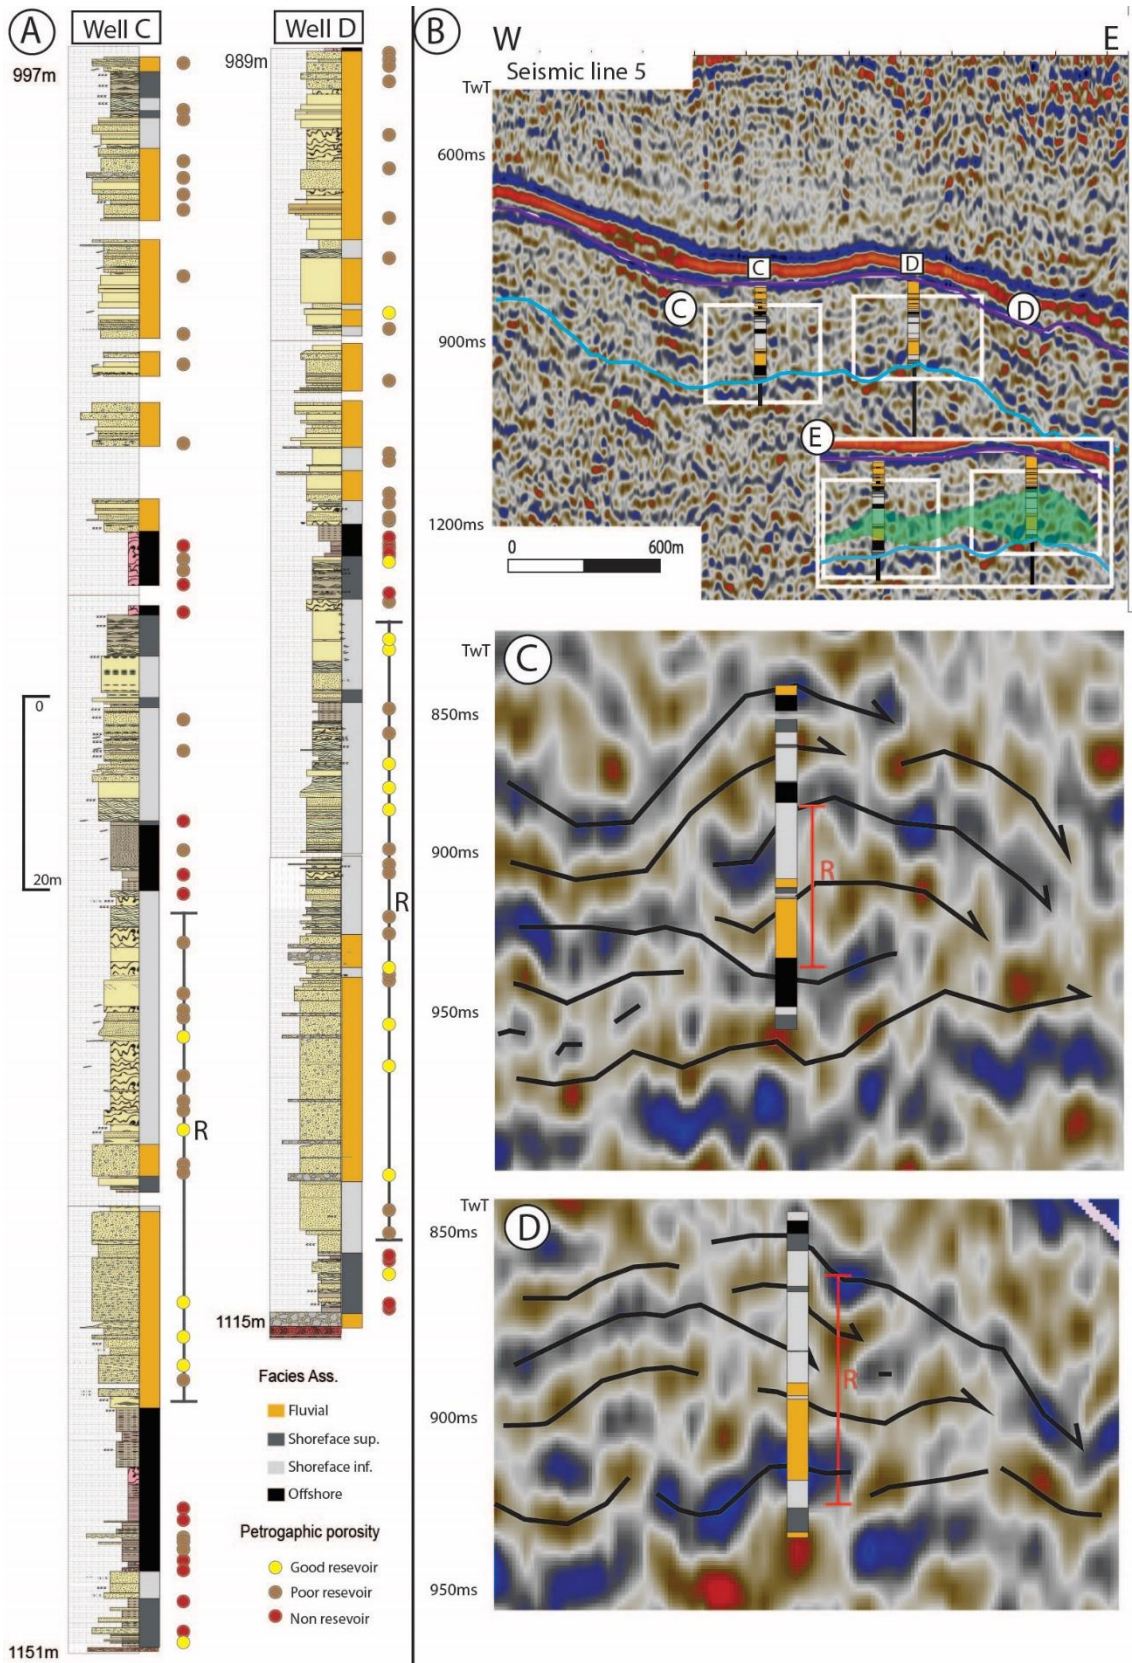 A
Well C
Well D
997m
989m
0
20m
R
R
1115m
1151m
Facies Ass.
Fluvial
Shoreface sup.
Shoreface inf.
Offshore
Petrogaphic porosity
Good resevoir
Poor resevoir
Non resevoir
B
W
E
Seismic line 5
TwT
600ms
900ms
1200ms
C
D
C
D
E
0
600m
TwT
C
850ms
900ms
950ms
R
TwT
D
850ms
900ms
950ms
R